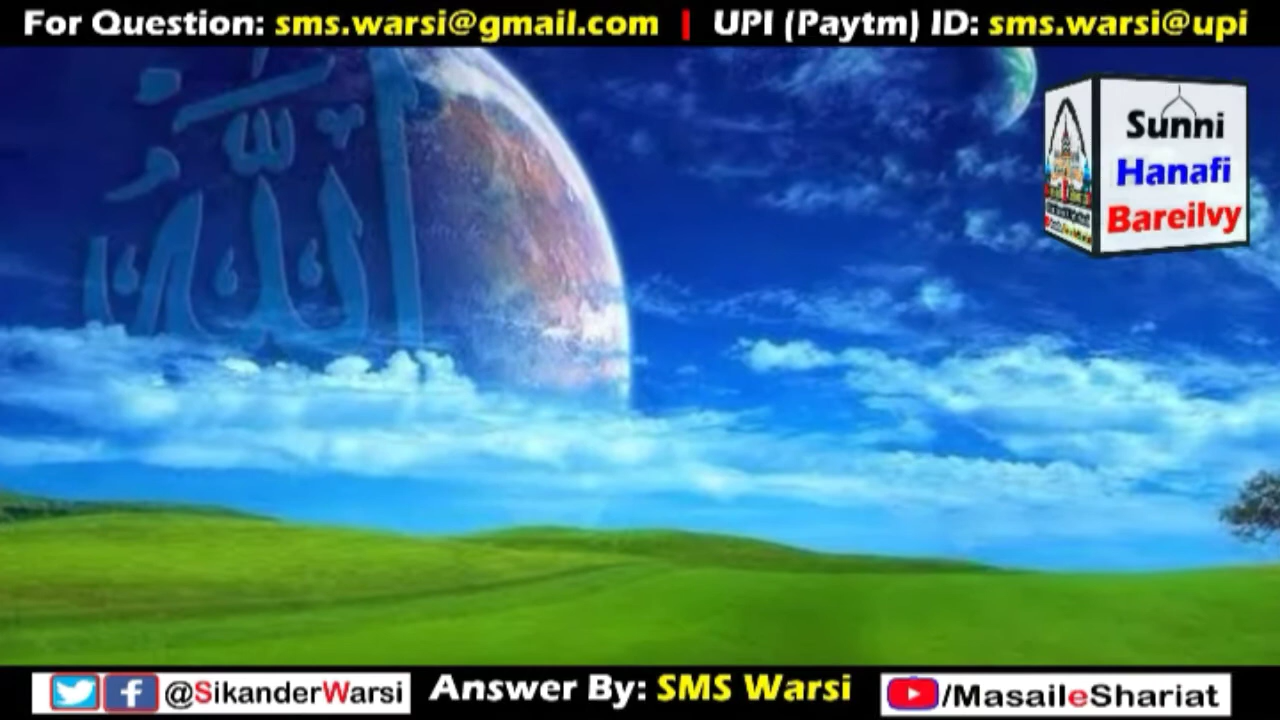 For Question: sms.warsi@gmail.com | UPI (Paytm) ID: sms.warsi@upi
Sunni
Hanafi
Bareilvy
@SikanderWarsi
Answer By: SMS Warsi
/MasaileShariat